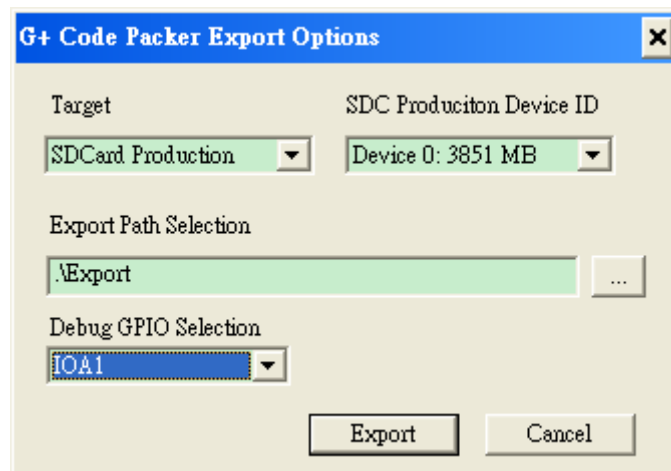 G+ Code Packer Export Options
Target SDC Produciton Device ID
SDCard Production Device 0: 3851 MB
Export Path Selection
.\Export ...
Debug GPIO Selection
IOA1
Export Cancel